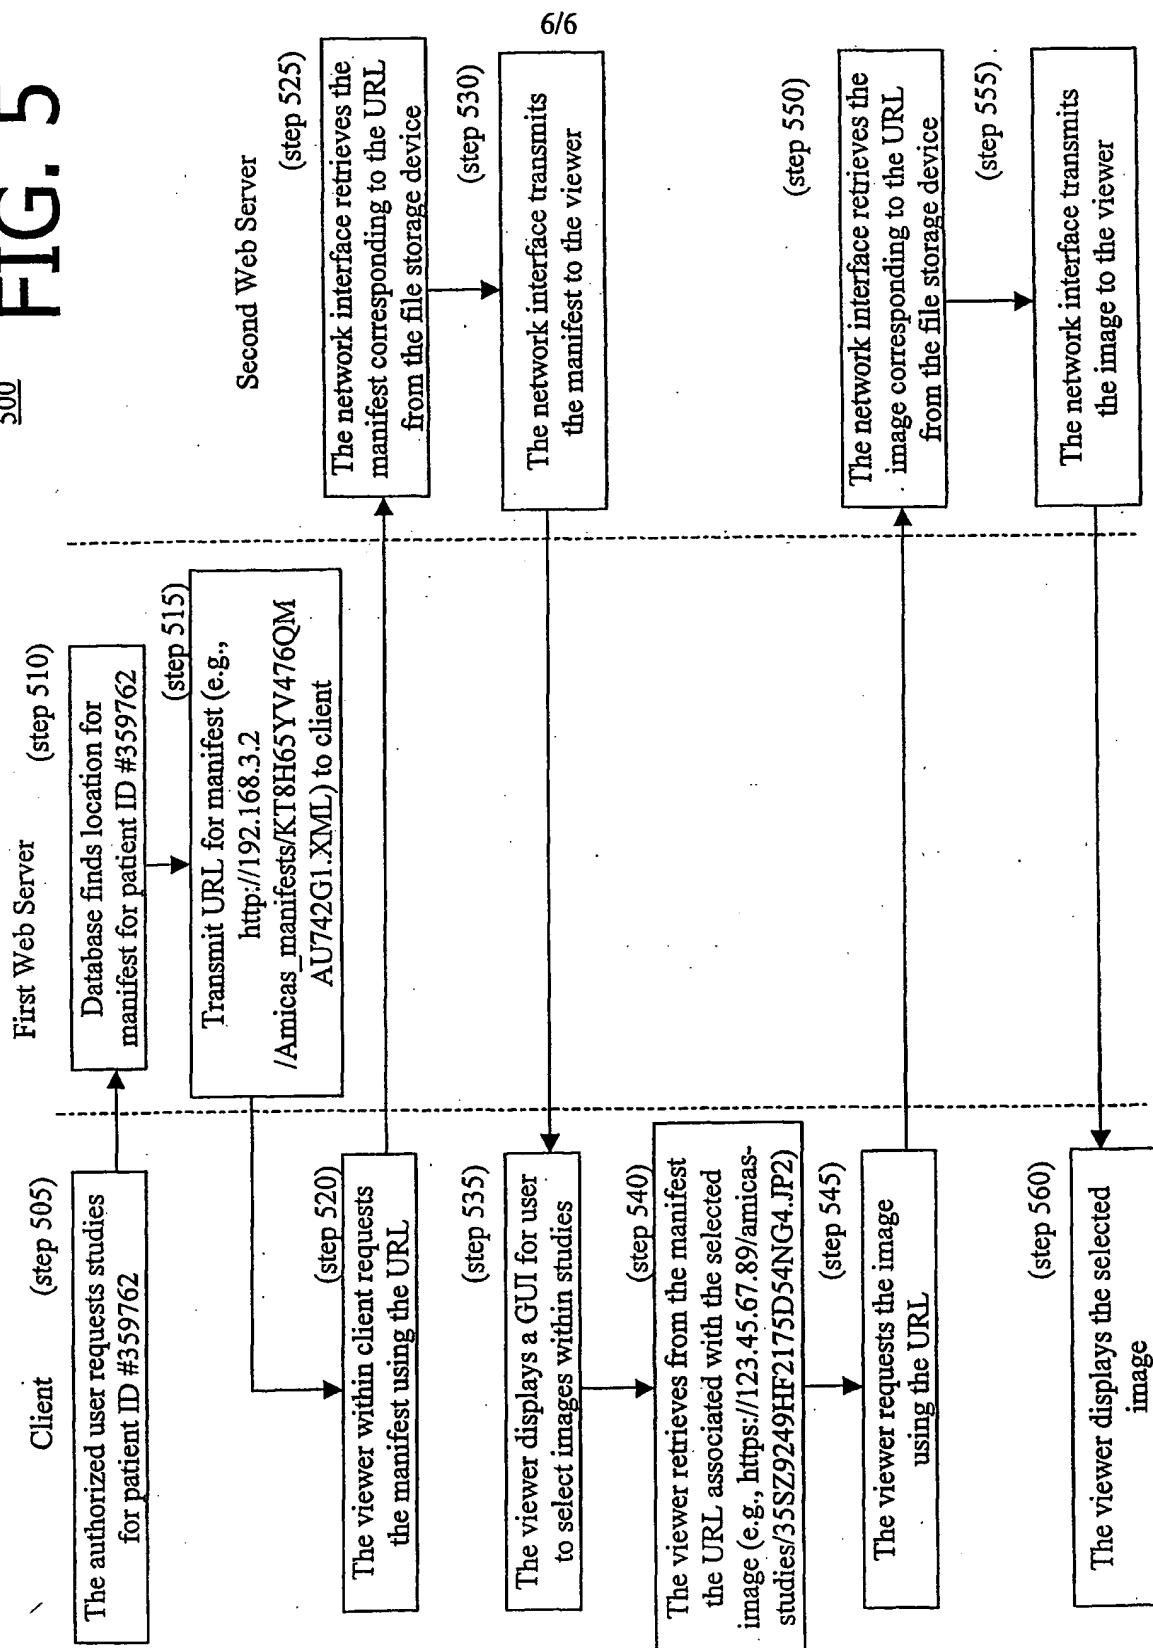 6/6
500
FIG. 5
Client
First Web Server
Second Web Server
(step 505)
The authorized user requests studies
for patient ID #359762
(step 510)
Database finds location for
manifest for patient ID #359762
(step 515)
Transmit URL for manifest (e.g.,
http://192.168.3.2
/Amicas_manifests/KT8H65YV476QM
AU742G1.XML) to client
(step 520)
The viewer within client requests
the manifest using the URL
(step 525)
The network interface retrieves the
manifest corresponding to the URL
from the file storage device
(step 530)
The network interface transmits
the manifest to the viewer
(step 535)
The viewer displays a GUI for user
to select images within studies
(step 540)
The viewer retrieves from the manifest
the URL associated with the selected
image (e.g., https://123.45.67.89/amicas-
studies/35SZ9249HF2175D54NG4.JP2)
(step 545)
The viewer requests the image
using the URL
(step 550)
The network interface retrieves the
image corresponding to the URL
from the file storage device
(step 555)
The network interface transmits
the image to the viewer
(step 560)
The viewer displays the selected
image